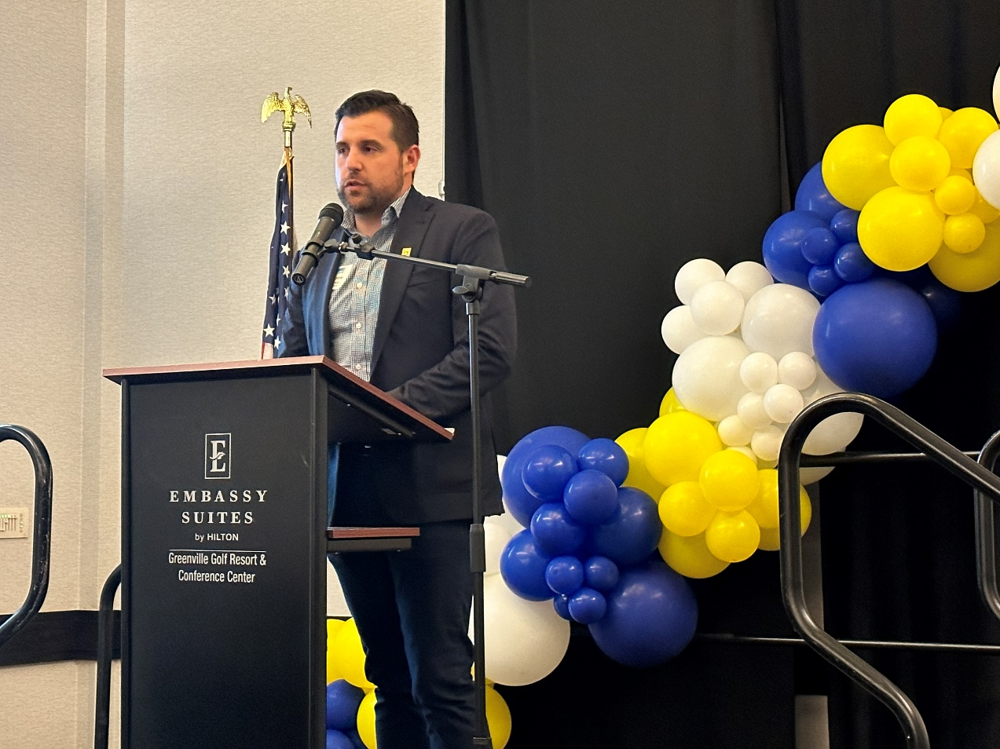 EMBASSY
SUITES
by HILTON
Greenville Golf Resort &
Conference Center